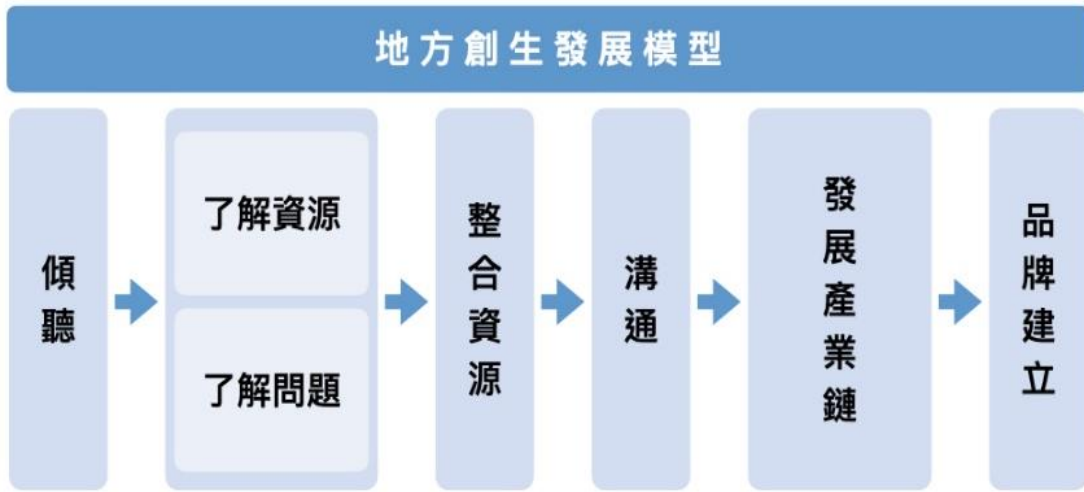 地方創生發展模型
傾聽
了解資源
了解問題
整合資源
溝通
發展產業鏈
品牌建立